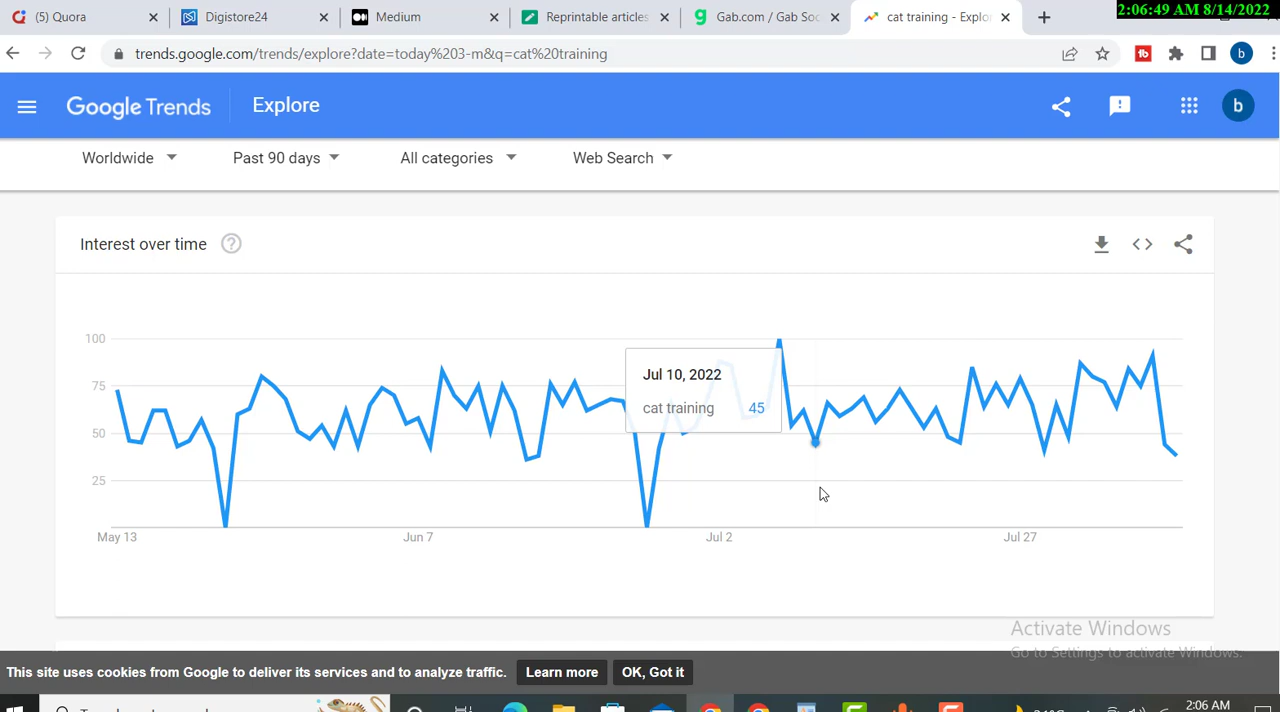 (5) Quora
Digistore24
Medium
Reprintable articles
Gab.com / Gab Soc
cat training - Explo
2:06:49 AM 8/14/2022
trends.google.com/trends/explore?date=today%203-m&q=cat%20training
tb
b
Google Trends
Explore
b
Worldwide
Past 90 days
All categories
Web Search
Interest over time
?
100
75
50
25
Jul 10, 2022
cat training 45
May 13
Jun 7
Jul 2
Jul 27
Activate Windows
Go to Settings to activate Windows.
This site uses cookies from Google to deliver its services and to analyze traffic.
Learn more
OK, Got it
2:06 AM